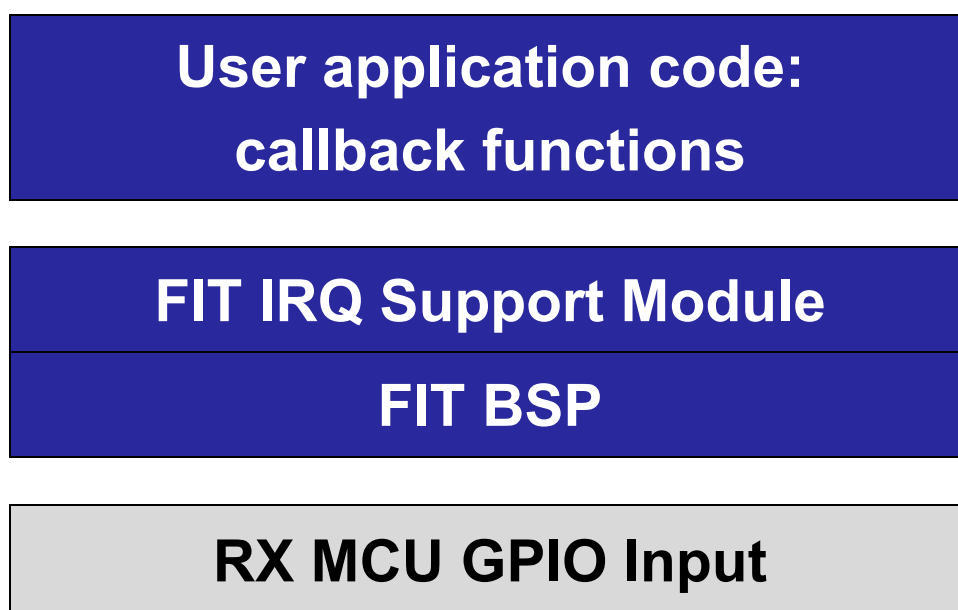 User application code:
callback functions
FIT IRQ Support Module
FIT BSP
RX MCU GPIO Input